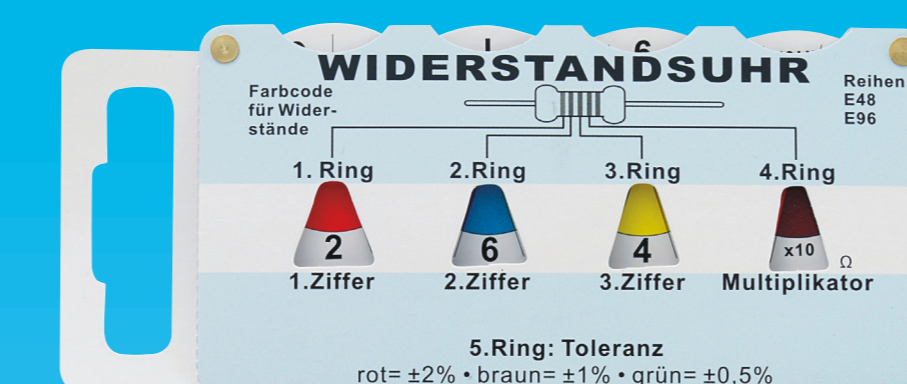 6
WIDERSTANDSUHR
Farbcode
für Wider-
stände
Reihen
E48
E96
1. Ring 2.Ring 3.Ring 4.Ring
2 6 4 x10 Ω
1.Ziffer 2.Ziffer 3.Ziffer Multiplikator
5.Ring: Toleranz
rot= ±2% • braun= ±1% • grün= ±0,5%